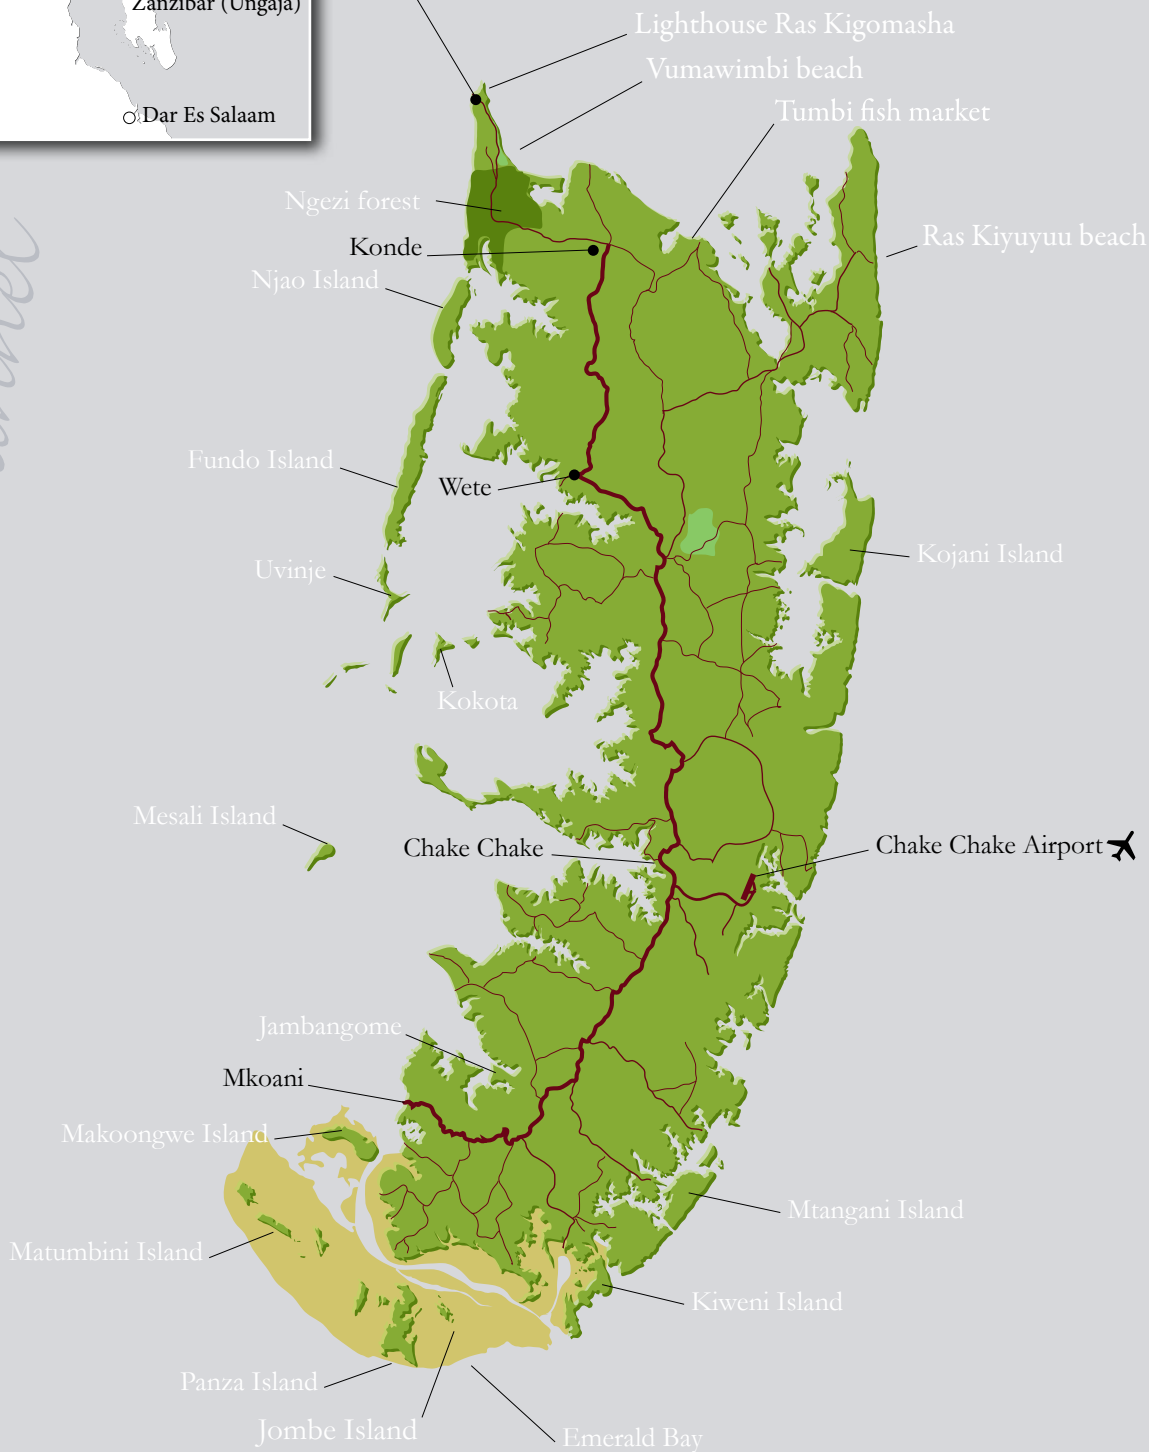 Zanzibar (Ungaja)
Dar Es Salaam
Lighthouse Ras Kigomasha
Vumawimbi beach
Tumbi fish market
Ngezi forest
Konde
Ras Kiyuyuu beach
Njao Island
Fundo Island
Wete
Kojani Island
Uvinje
Kokota
Mesali Island
Chake Chake
Chake Chake Airport
Jambangome
Mkoani
Makoongwe Island
Mtangani Island
Matumbini Island
Kiweni Island
Panza Island
Jombe Island
Emerald Bay